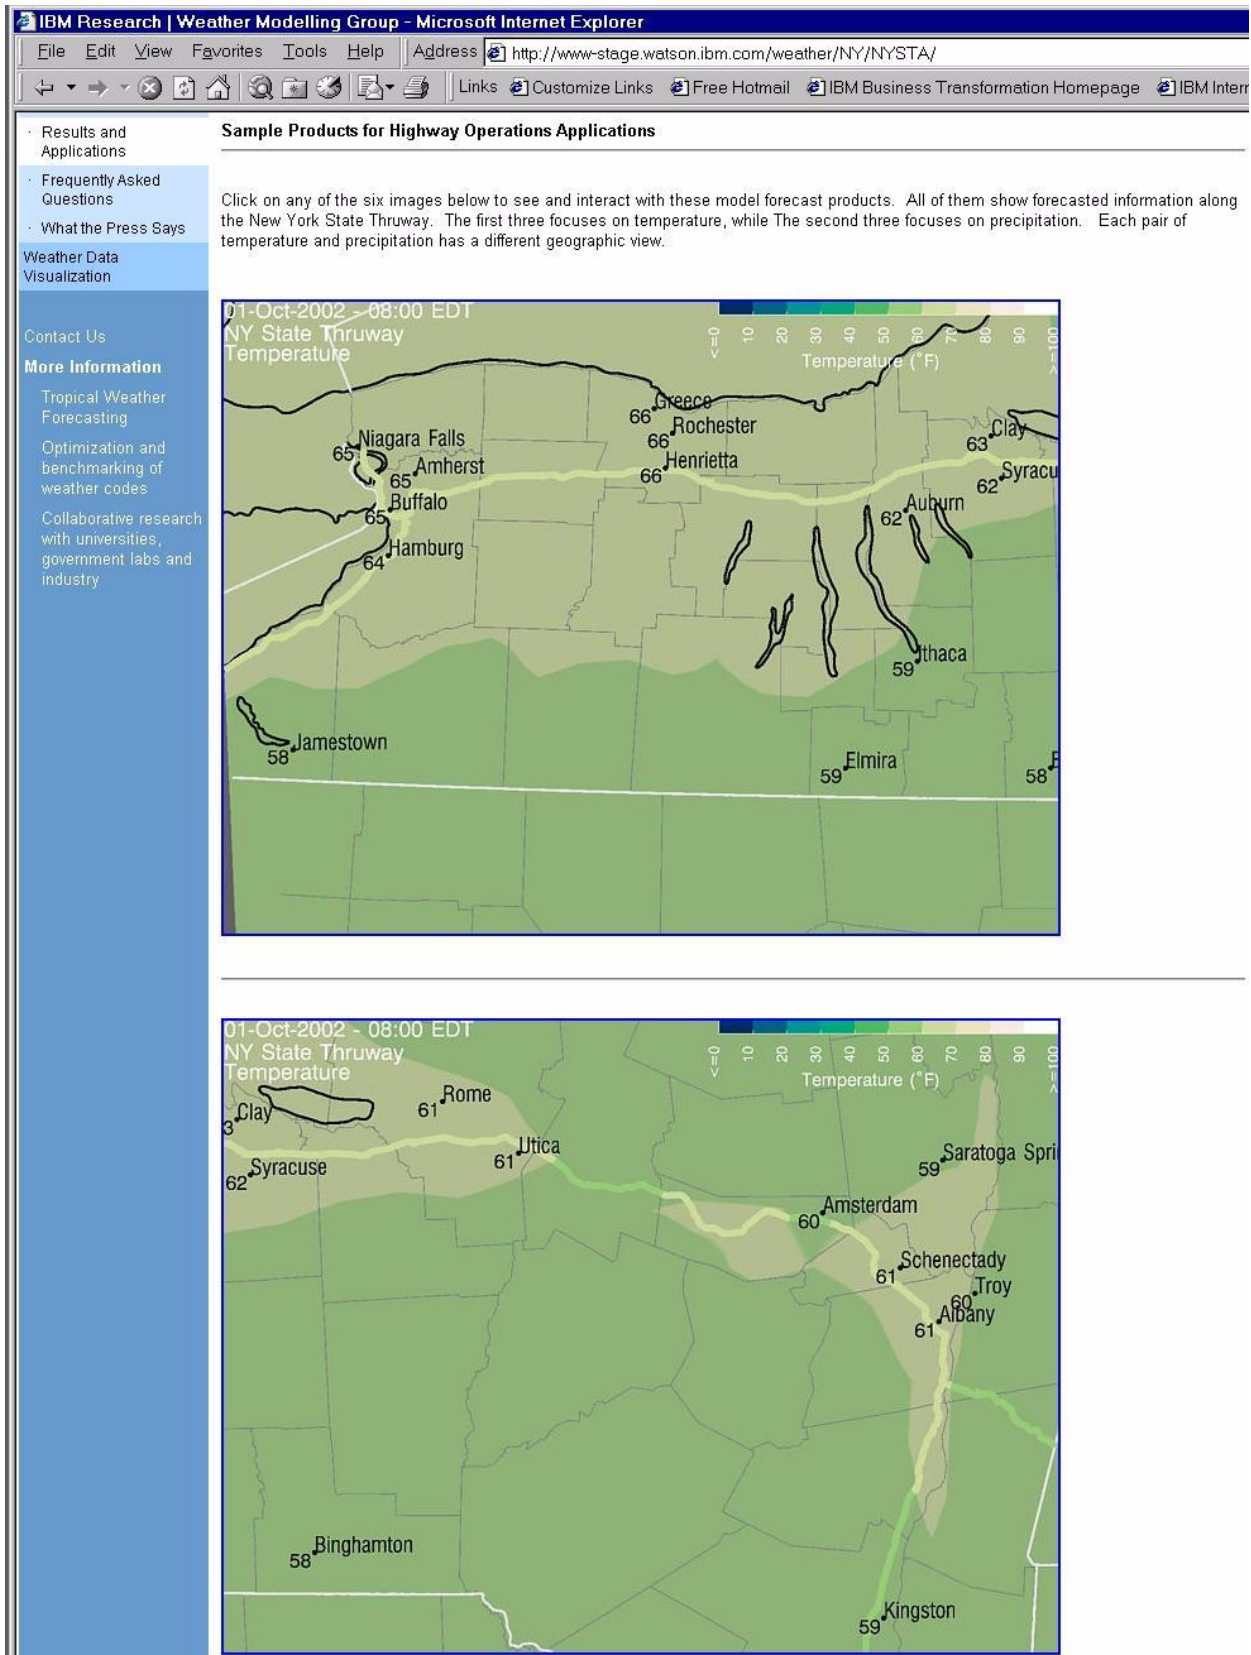 IBM Research | Weather Modelling Group - Microsoft Internet Explorer
File Edit View Favorites Tools Help Address http://www-stage.watson.ibm.com/weather/NY/NYSTA/
Links Customize Links Free Hotmail IBM Business Transformation Homepage IBM Intern
· Results and
Applications
· Frequently Asked
Questions
· What the Press Says
Weather Data
Visualization
Contact Us
More Information
Tropical Weather
Forecasting
Optimization and
benchmarking of
weather codes
Collaborative research
with universities,
government labs and
industry
Sample Products for Highway Operations Applications
Click on any of the six images below to see and interact with these model forecast products. All of them show forecasted information along
the New York State Thruway. The first three focuses on temperature, while The second three focuses on precipitation. Each pair of
temperature and precipitation has a different geographic view.
01-Oct-2002 - 08:00 EDT
NY State Thruway
Temperature
<=0 10 20 30 40 50 60 70 80 90 >=100
Temperature (°F)
Greece
66
Rochester
66
Clay
63
Niagara Falls
65
Amherst
65
Henrietta
66
Syracu
62
Buffalo
65
Auburn
62
Hamburg
64
Ithaca
59
Jamestown
58
Elmira
59
58
01-Oct-2002 - 08:00 EDT
NY State Thruway
Temperature
<=0 10 20 30 40 50 60 70 80 90 >=100
Temperature (°F)
Rome
61
Clay
3
Utica
61
Syracuse
62
Saratoga Spri
59
Amsterdam
60
Schenectady
61
Troy
60
Albany
61
Binghamton
58
Kingston
59